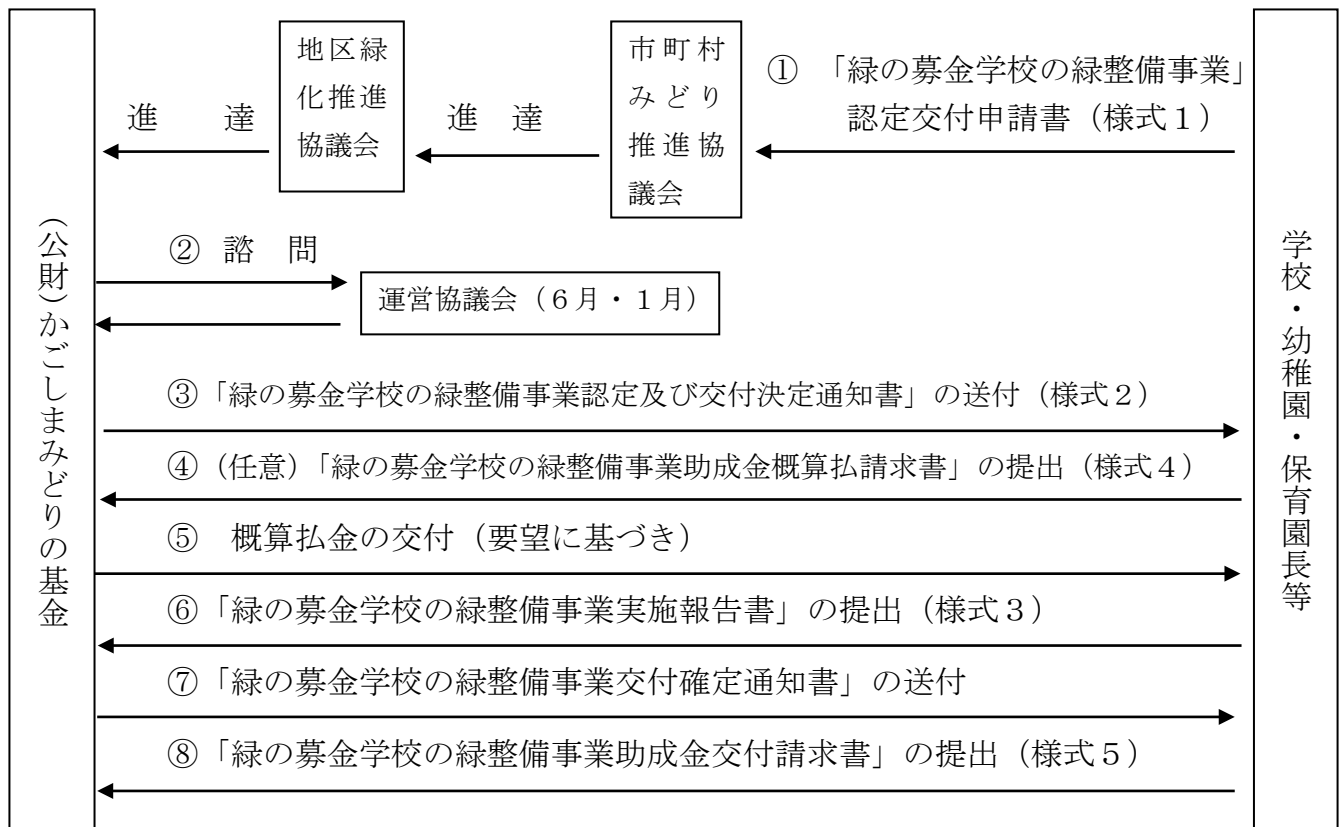 地区緑
化推進
協議会
市町村
みどり
推進協
議会
① 「緑の募金学校の緑整備事業」
認定交付申請書(様式1)
進 達
進 達
(公財)かごしまみどりの基金
学校・幼稚園・保育園長等
② 諮 問
運営協議会(6月・1月)
③「緑の募金学校の緑整備事業認定及び交付決定通知書」の送付(様式2)
④(任意)「緑の募金学校の緑整備事業助成金概算払請求書」の提出(様式4)
⑤ 概算払金の交付(要望に基づき)
⑥「緑の募金学校の緑整備事業実施報告書」の提出(様式3)
⑦「緑の募金学校の緑整備事業交付確定通知書」の送付
⑧「緑の募金学校の緑整備事業助成金交付請求書」の提出(様式5)